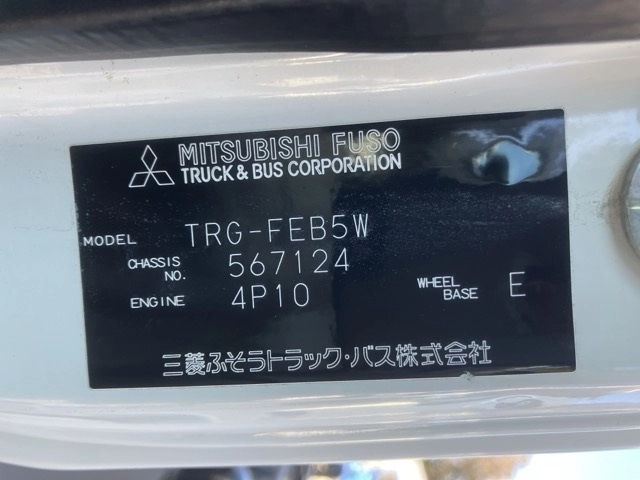 MITSUBISHI FUSO
TRUCK & BUS CORPORATION
MODEL TRG-FEB5W
CHASSIS NO. 567124
ENGINE 4P10 WHEEL BASE E
三菱ふそうトラック・バス株式会社